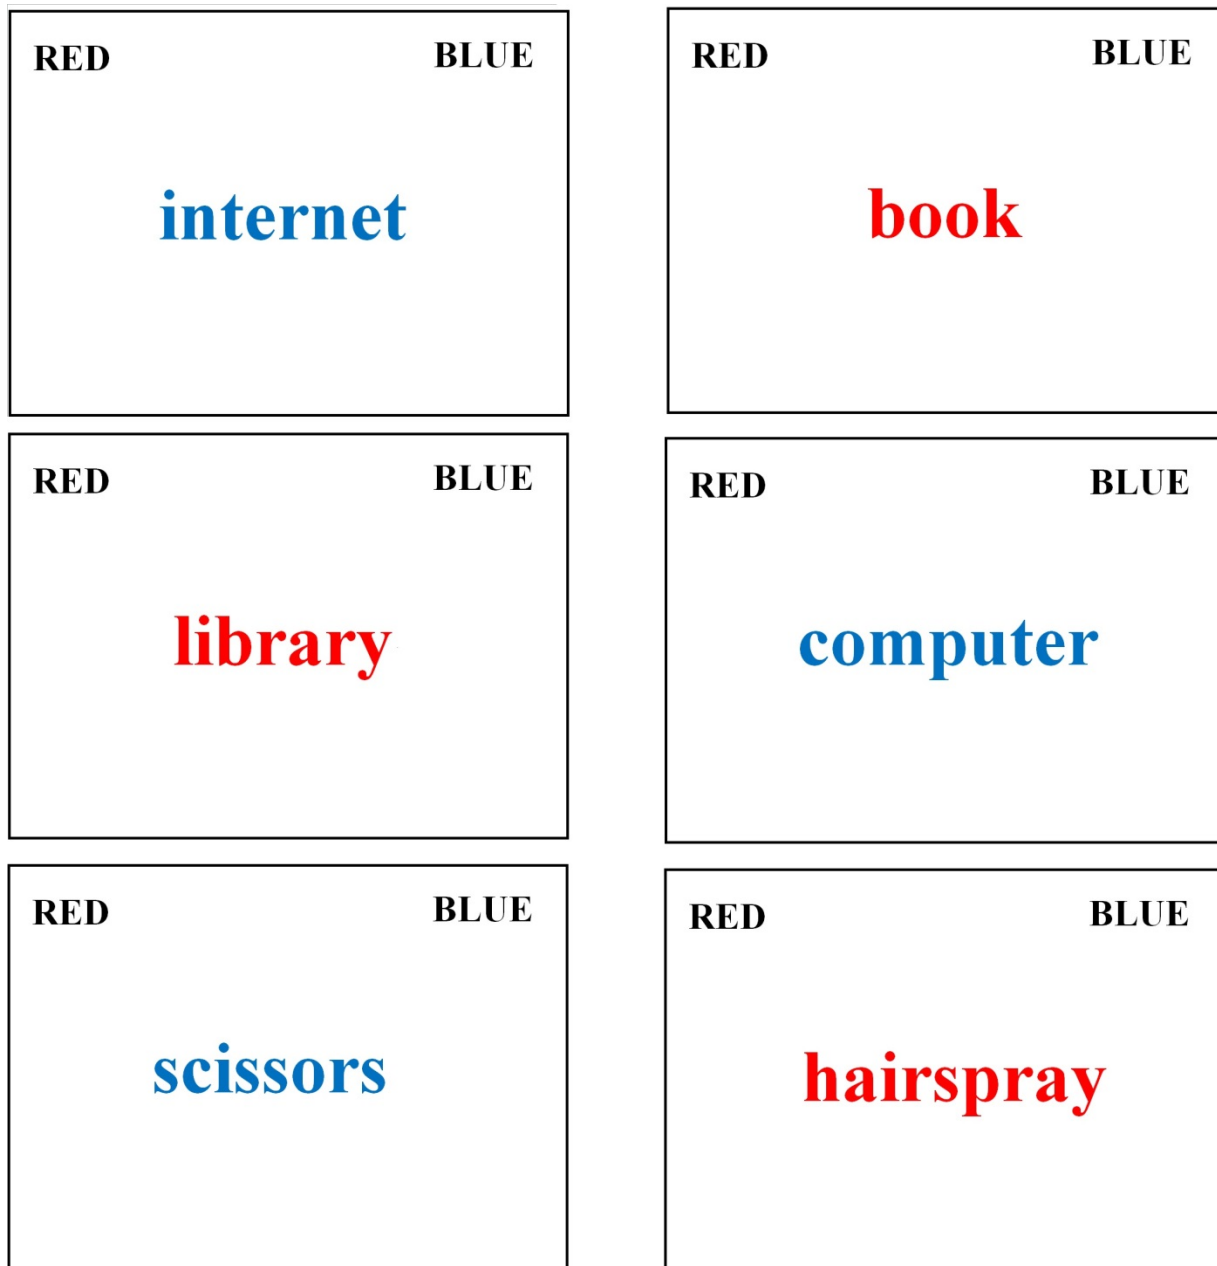 RED BLUE
internet
RED BLUE
book
RED BLUE
library
RED BLUE
computer
RED BLUE
scissors
RED BLUE
hairspray